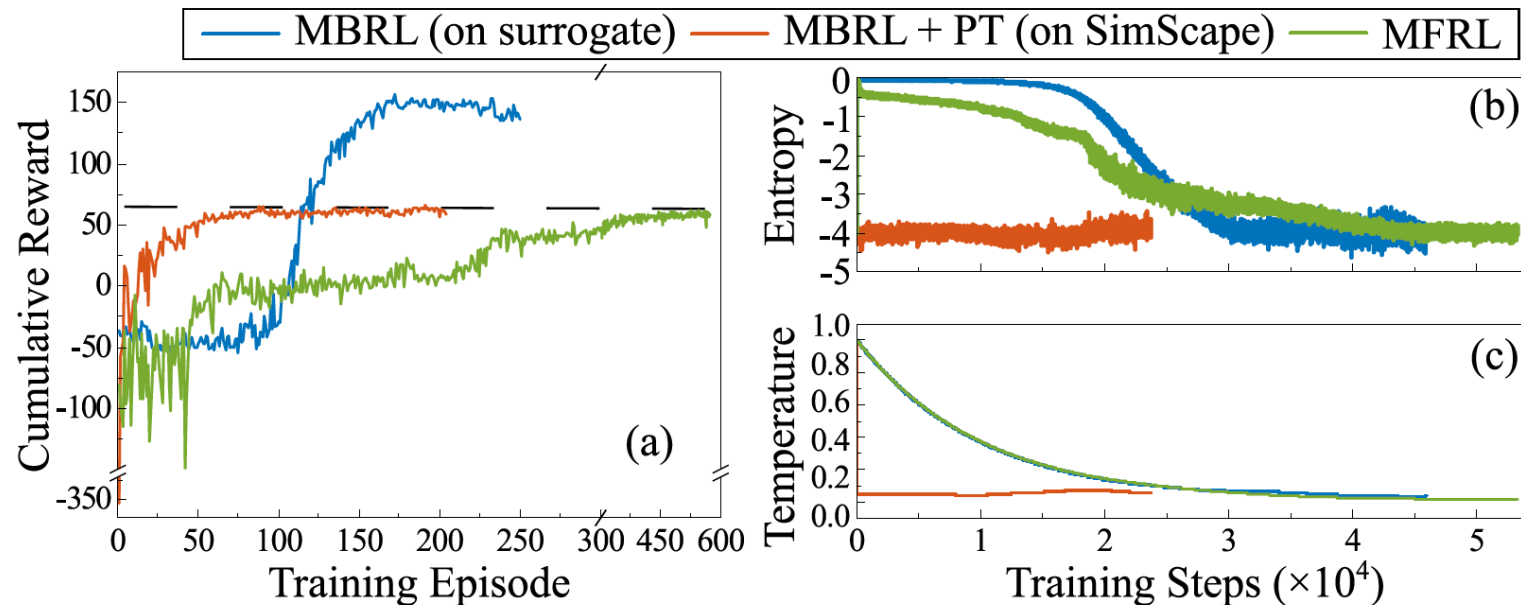 MBRL (on surrogate) MBRL + PT (on SimScape) MFRL
Cumulative Reward
150
100
50
0
-50
-100
-350
(a)
0 50 100 150 200 250 300 450 600
Training Episode
Entropy
0
-1
-2
-3
-4
-5
(b)
Temperature
1.0
0.8
0.6
0.4
0.2
0.0
(c)
0 1 2 3 4 5
Training Steps (×10⁴)